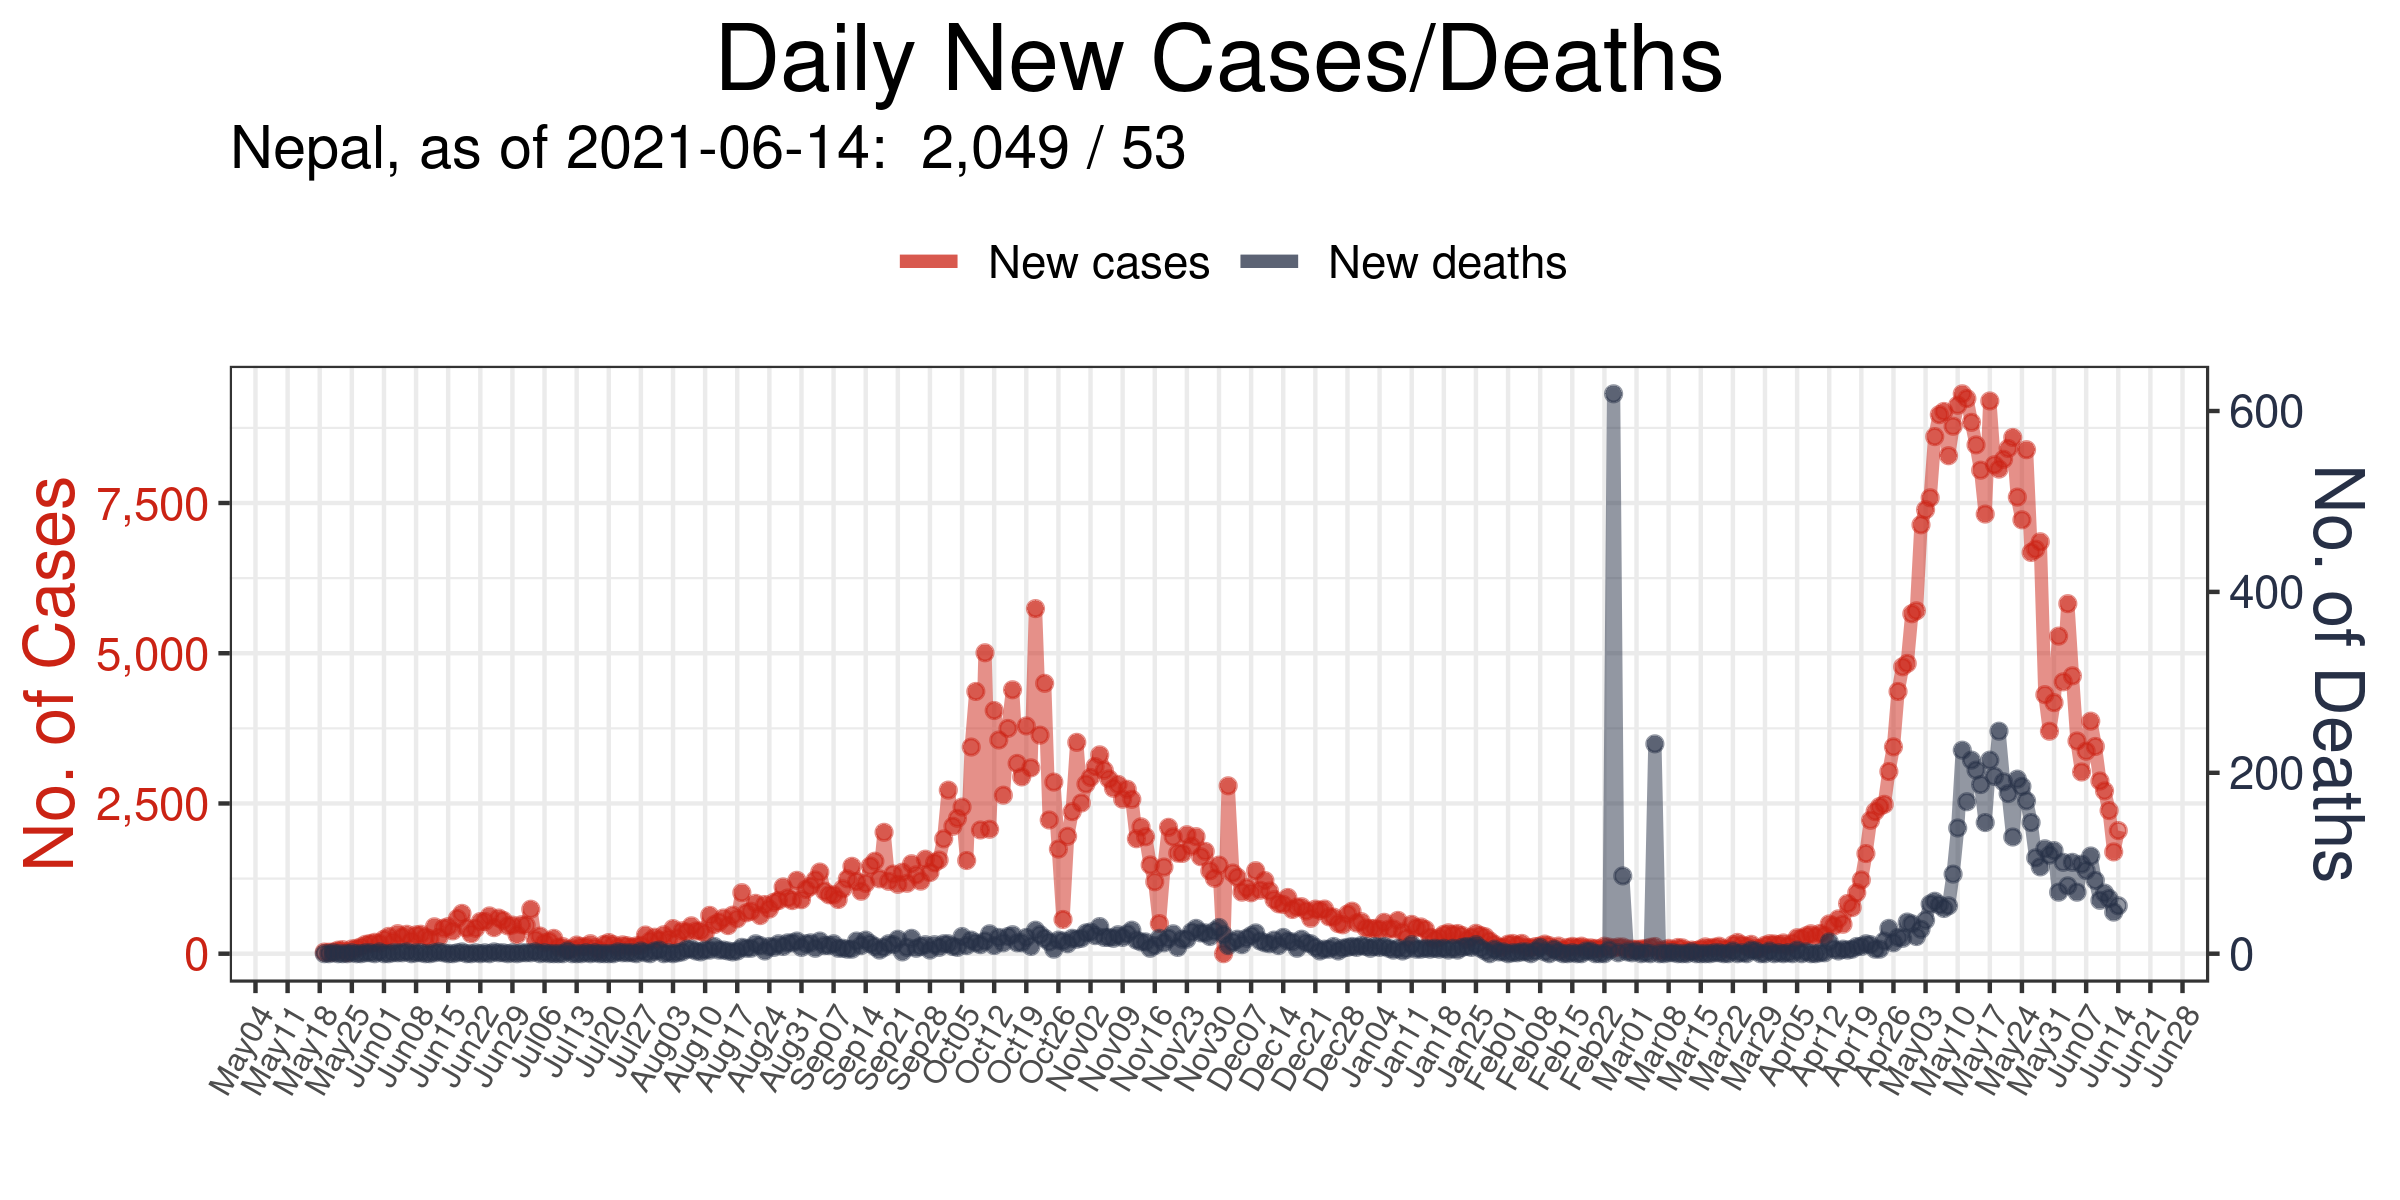 Daily New Cases/Deaths
Nepal, as of 2021-06-14:  2,049 / 53
New cases
New deaths
No. of Cases
7,500
5,000
2,500
0
600
400
200
0
No. of Deaths
May04
May11
May18
May25
Jun01
Jun08
Jun15
Jun22
Jun29
Jul06
Jul13
Jul20
Jul27
Aug03
Aug10
Aug17
Aug24
Aug31
Sep07
Sep14
Sep21
Sep28
Oct05
Oct12
Oct19
Oct26
Nov02
Nov09
Nov16
Nov23
Nov30
Dec07
Dec14
Dec21
Dec28
Jan04
Jan11
Jan18
Jan25
Feb01
Feb08
Feb15
Feb22
Mar01
Mar08
Mar15
Mar22
Mar29
Apr05
Apr12
Apr19
Apr26
May03
May10
May17
May24
May31
Jun07
Jun14
Jun21
Jun28